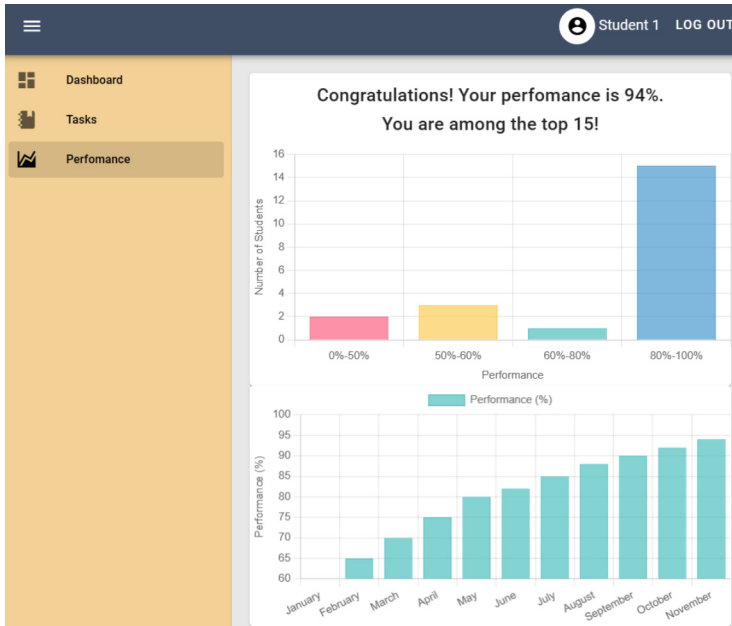 Student 1
LOG OUT
Dashboard
Tasks
Perfomance
Congratulations! Your perfomance is 94%.
You are among the top 15!
16
14
12
10
8
6
4
2
0
Number of Students
0%-50% 50%-60% 60%-80% 80%-100%
Performance
Performance (%)
100
95
90
85
80
75
70
65
60
Performance (%)
January February March April May June July August September October November